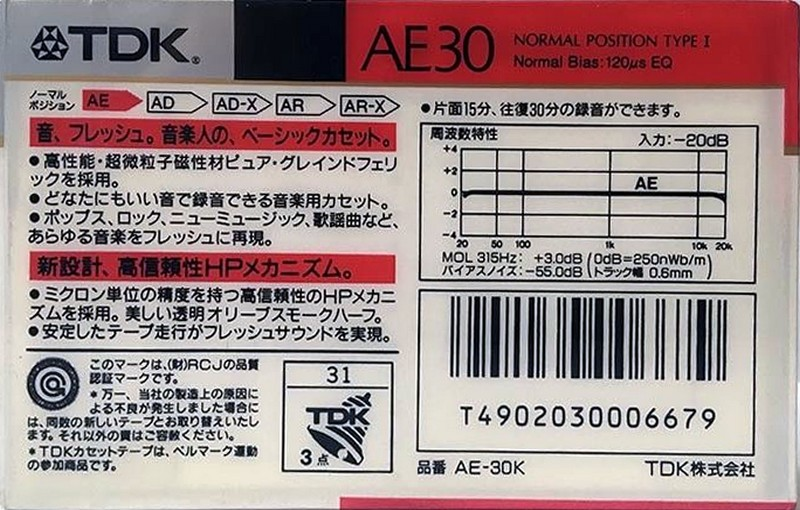 TDK®
AE30
NORMAL POSITION TYPE I
Normal Bias:120μs EQ
ノーマル
ポジション
AE AD AD-X AR AR-X
音、フレッシュ。音楽人の、ベーシックカセット。
●高性能・超微粒子磁性材ピュア・グレインドフェリ
ックを採用。
●どなたにもいい音で録音できる音楽用カセット。
●ポップス、ロック、ニューミュージック、歌謡曲など、
あらゆる音楽をフレッシュに再現。
新設計、高信頼性HPメカニズム。
●ミクロン単位の精度を持つ高信頼性のHPメカニ
ズムを採用。美しい透明オリーブスモークハーフ。
●安定したテープ走行がフレッシュサウンドを実現。
このマークは、(財)RCJの品質
認証マークです。
*万一、当社の製造上の原因に
よる不良が発生しました場合に
は、同数の新しいテープとお取り替えいたし
ます。それ以外の責はご容赦ください。
*TDKカセットテープは、ベルマーク運動
の参加商品です。
31
TDK
3点
●片面15分、往復30分の録音ができます。
周波数特性
入力:-20dB
+4
+2
0
-2
-4
AE
20 50 100 1k 10k 20k
MOL 315Hz: +3.0dB (0dB=250nWb/m)
バイアスノイズ:-55.0dB (トラック幅 0.6mm)
T4902030006679
品番 AE-30K
TDK株式会社